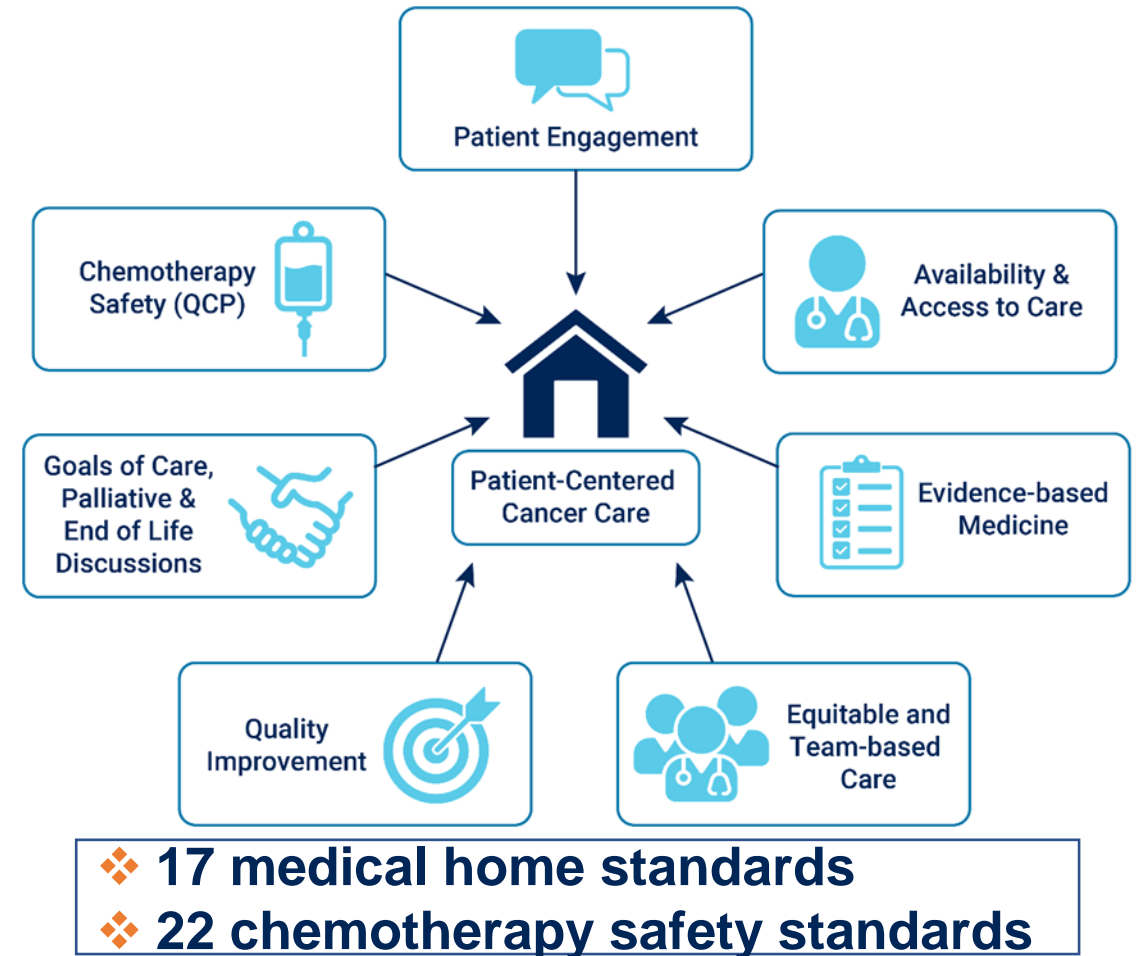 Patient Engagement
Chemotherapy
Safety (QCP)
Availability &
Access to Care
Goals of Care,
Palliative &
End of Life
Discussions
Patient-Centered
Cancer Care
Evidence-based
Medicine
Quality
Improvement
Equitable and
Team-based
Care
❖ 17 medical home standards
❖ 22 chemotherapy safety standards